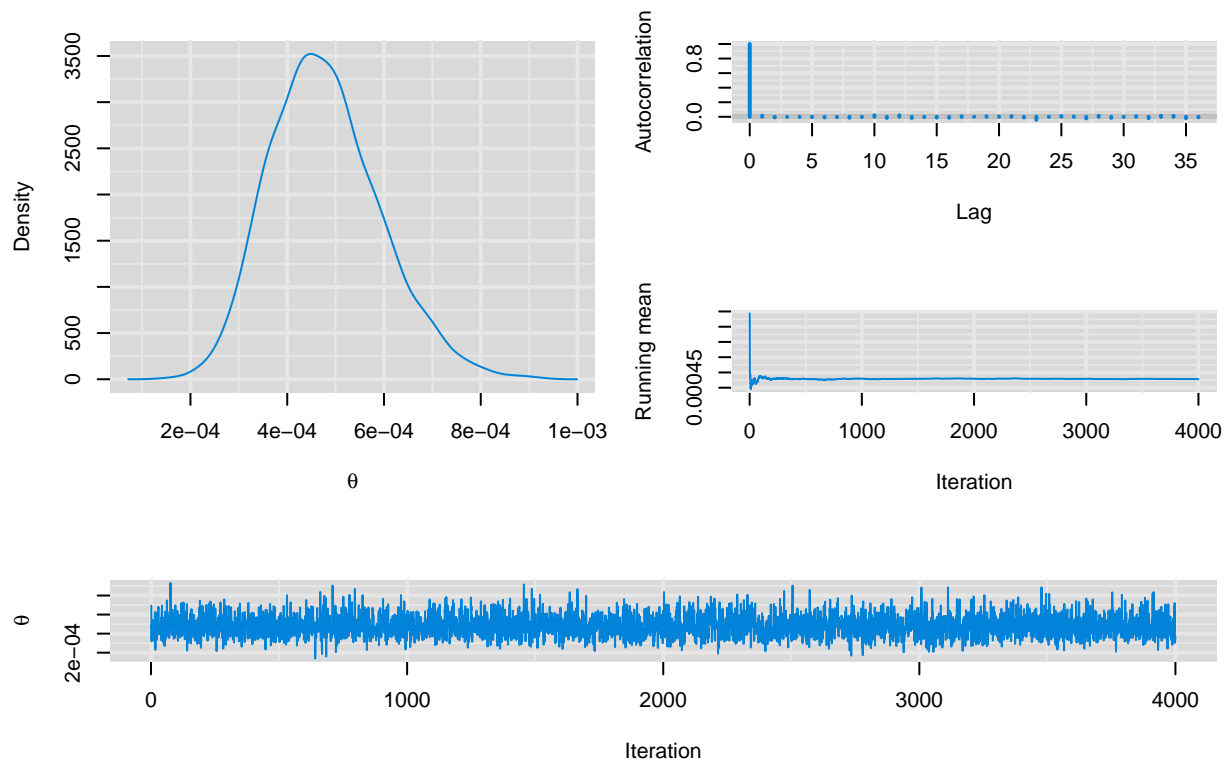 Density
0
500
1500
2500
3500
2e−04
4e−04
6e−04
8e−04
1e−03
θ
Autocorrelation
0.0
0.8
0
5
10
15
20
25
30
35
Lag
Running mean
0.00045
0
1000
2000
3000
4000
Iteration
θ
2e−04
0
1000
2000
3000
4000
Iteration